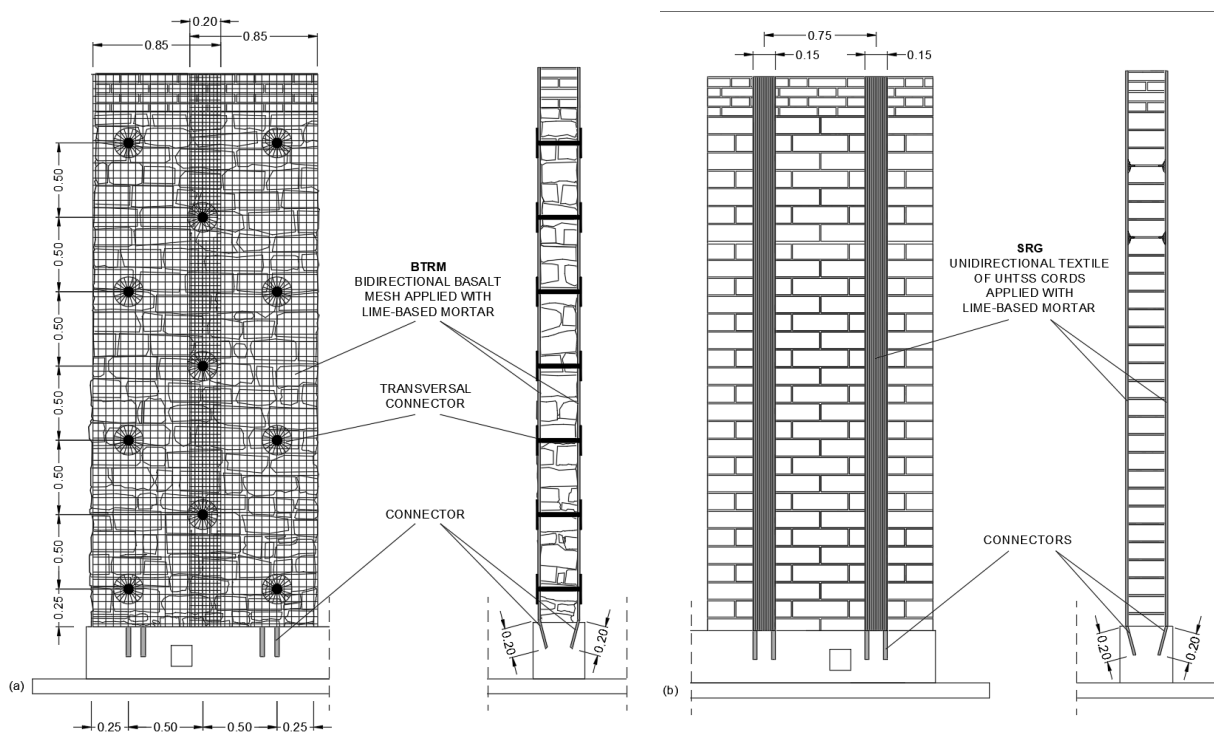 0.20
0.85
0.85
0.50
0.50
0.50
0.50
0.50
0.50
0.25
BTRM
BIDIRECTIONAL BASALT
MESH APPLIED WITH
LIME-BASED MORTAR
TRANSVERSAL
CONNECTOR
CONNECTOR
0.20
0.20
(a)
0.25
0.50
0.50
0.25
0.75
0.15
0.15
SRG
UNIDIRECTIONAL TEXTILE
OF UHTSS CORDS
APPLIED WITH
LIME-BASED MORTAR
CONNECTORS
0.20
0.20
(b)